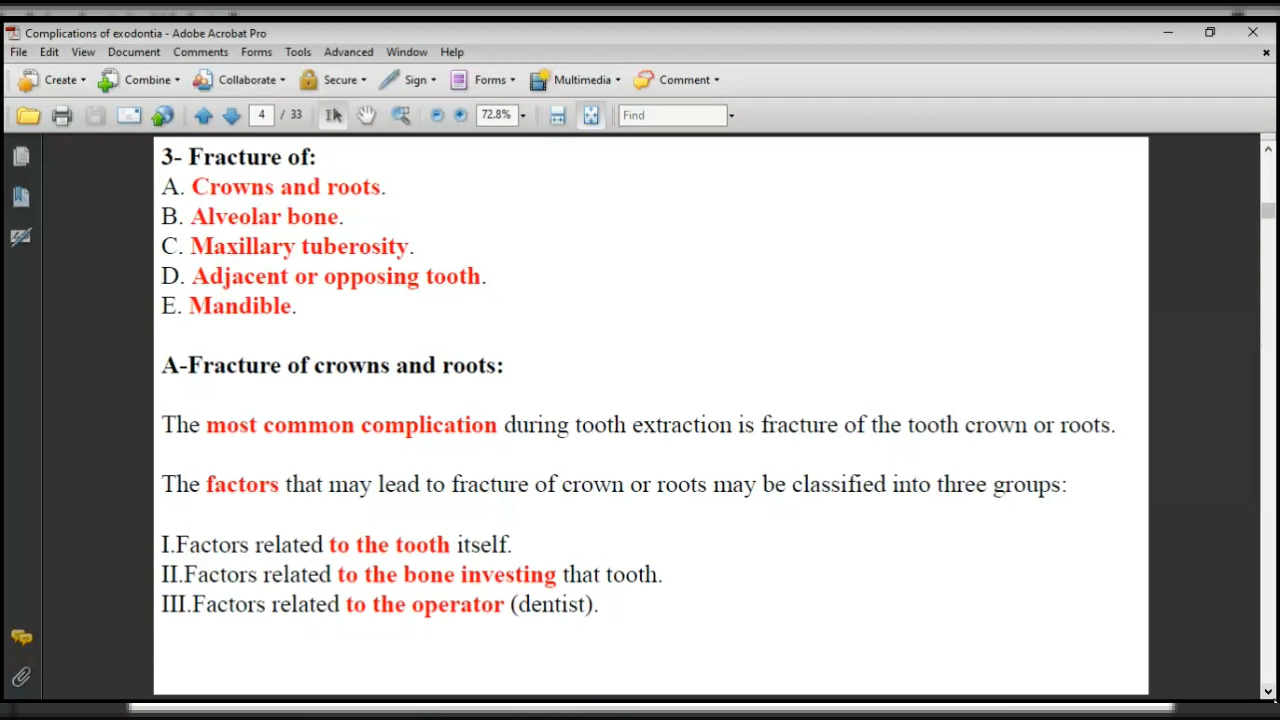 Complications of exodontia - Adobe Acrobat Pro
File Edit View Document Comments Forms Tools Advanced Window Help
Create Combine Collaborate Secure Sign Forms Multimedia Comment
4 / 33 72.8% Find
3- Fracture of:
A. Crowns and roots.
B. Alveolar bone.
C. Maxillary tuberosity.
D. Adjacent or opposing tooth.
E. Mandible.
A-Fracture of crowns and roots:
The most common complication during tooth extraction is fracture of the tooth crown or roots.
The factors that may lead to fracture of crown or roots may be classified into three groups:
I.Factors related to the tooth itself.
II.Factors related to the bone investing that tooth.
III.Factors related to the operator (dentist).